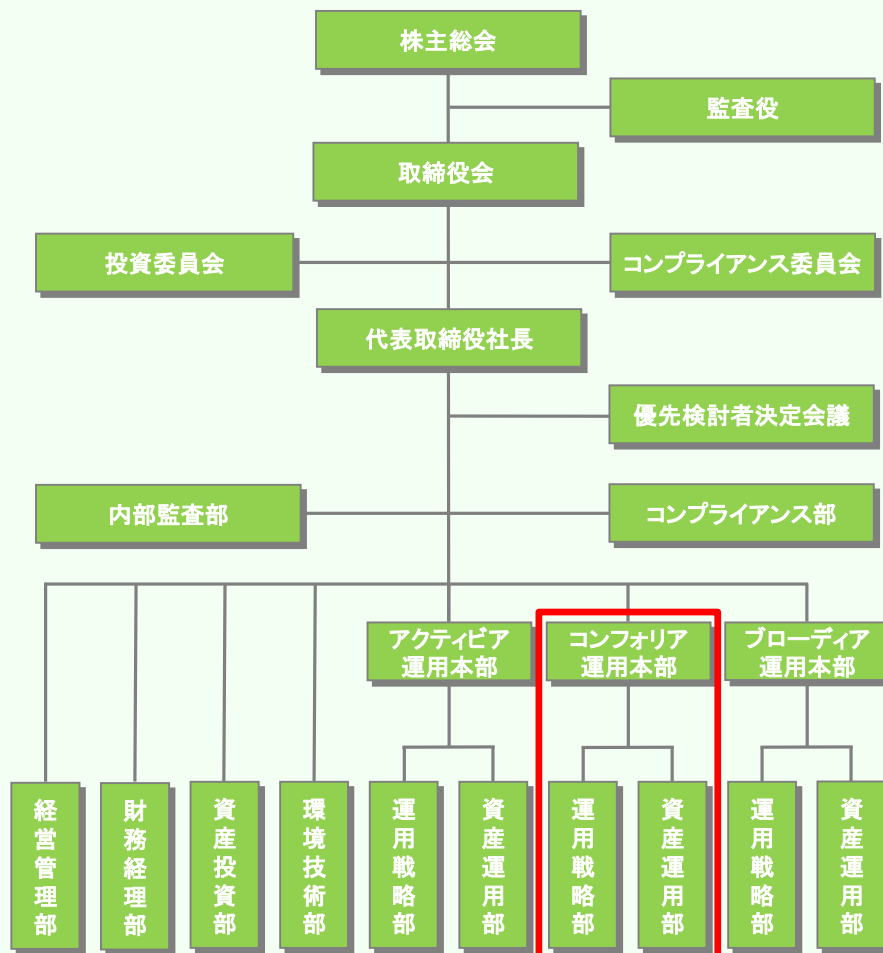 株主総会
監査役
取締役会
投資委員会
コンプライアンス委員会
代表取締役社長
優先検討者決定会議
内部監査部
コンプライアンス部
アクティビア
運用本部
コンフォリア
運用本部
ブローディア
運用本部
経営管理部
財務経理部
資産投資部
環境技術部
運用戦略部
資産運用部
運用戦略部
資産運用部
運用戦略部
資産運用部